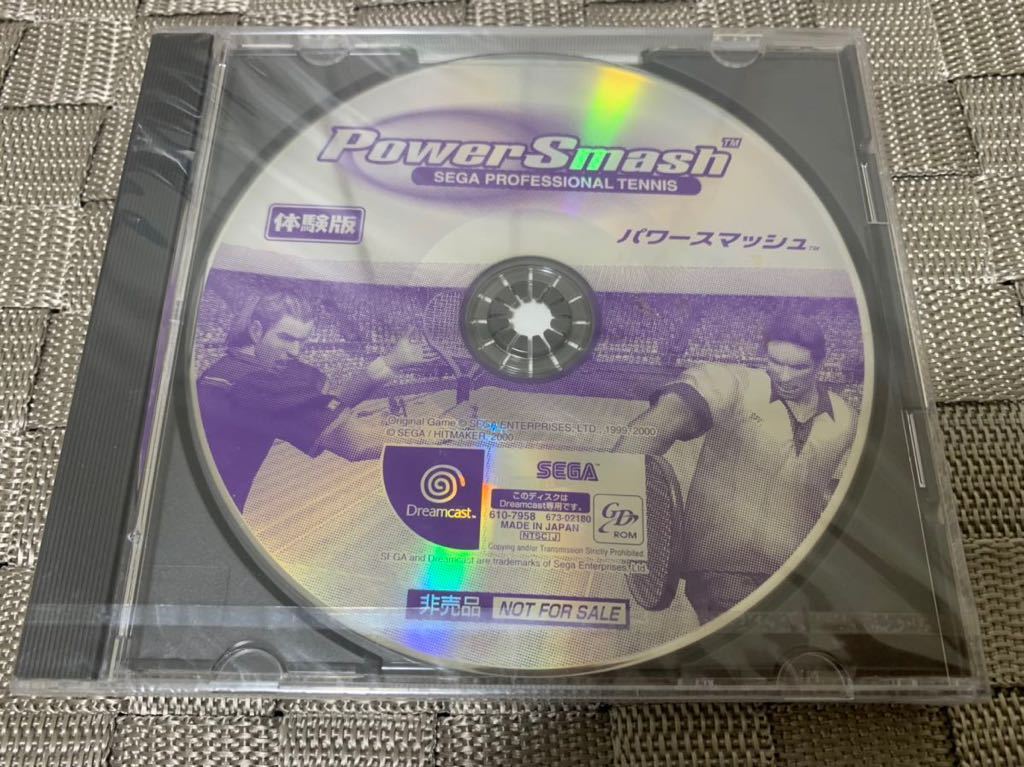 PowerSmash™
SEGA PROFESSIONAL TENNIS
体験版
パワースマッシュ™
Original Game © SEGA ENTERPRISES, LTD., 1999, 2000
© SEGA / HITMAKER, 2000
Dreamcast™
SEGA™
このディスクは
Dreamcast専用です。
610-7958 673-02180
MADE IN JAPAN
NTSC J
GD
ROM
Copying and/or Transmission Strictly Prohibited.
SEGA and Dreamcast are trademarks of Sega Enterprises, Ltd.
非売品 NOT FOR SALE